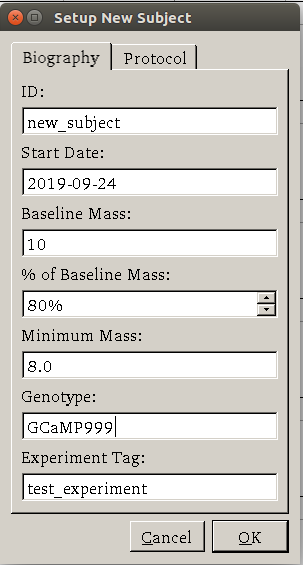 Setup New Subject
Biography Protocol
ID:
new_subject
Start Date:
2019-09-24
Baseline Mass:
10
% of Baseline Mass:
80%
Minimum Mass:
8.0
Genotype:
GCaMP999
Experiment Tag:
test_experiment
Cancel OK